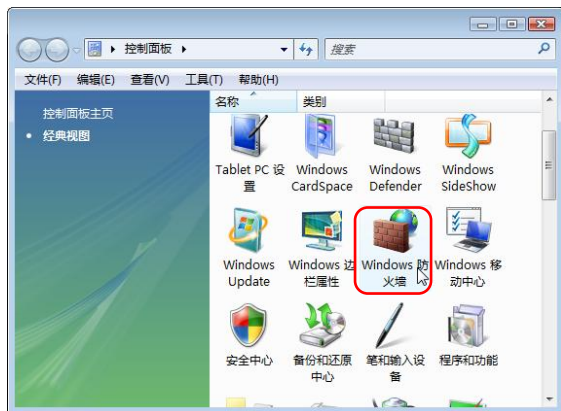 控制面板
搜索
文件(F) 编辑(E) 查看(V) 工具(T) 帮助(H)
控制面板主页
经典视图
名称 类别
Tablet PC 设
置
Windows
CardSpace
Windows
Defender
Windows
SideShow
Windows
Update
Windows 边
栏属性
Windows 防
火墙
Windows 移
动中心
安全中心
备份和还原
中心
笔和输入设
备
程序和功能